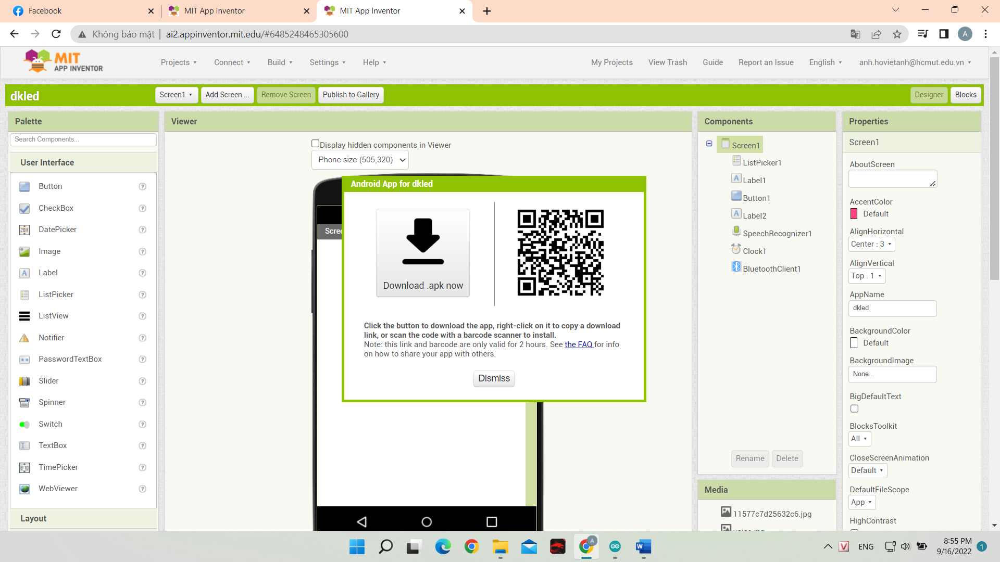 Facebook
MIT App Inventor
MIT App Inventor
Không bảo mật
ai2.appinventor.mit.edu/#6485248465305600
A
MIT
APP INVENTOR
Projects
Connect
Build
Settings
Help
My Projects
View Trash
Guide
Report an Issue
English
anh.hovietanh@hcmut.edu.vn
dkled
Screen1
Add Screen ...
Remove Screen
Publish to Gallery
Designer
Blocks
Palette
Search Components...
User Interface
Button
CheckBox
DatePicker
Image
Label
ListPicker
ListView
Notifier
PasswordTextBox
Slider
Spinner
Switch
TextBox
TimePicker
WebViewer
Layout
Viewer
Display hidden components in Viewer
Phone size (505,320)
Scree
Android App for dkled
Download .apk now
Click the button to download the app, right-click on it to copy a download
link, or scan the code with a barcode scanner to install.
Note: this link and barcode are only valid for 2 hours. See the FAQ for info
on how to share your app with others.
Dismiss
Components
Screen1
ListPicker1
Label1
Button1
Label2
SpeechRecognizer1
Clock1
BluetoothClient1
Rename
Delete
Media
11577c7d25632c6.jpg
Properties
Screen1
AboutScreen
AccentColor
Default
AlignHorizontal
Center : 3
AlignVertical
Top : 1
AppName
dkled
BackgroundColor
Default
BackgroundImage
None...
BigDefaultText
BlocksToolkit
All
CloseScreenAnimation
Default
DefaultFileScope
App
HighContrast
ENG
8:55 PM
9/16/2022
1